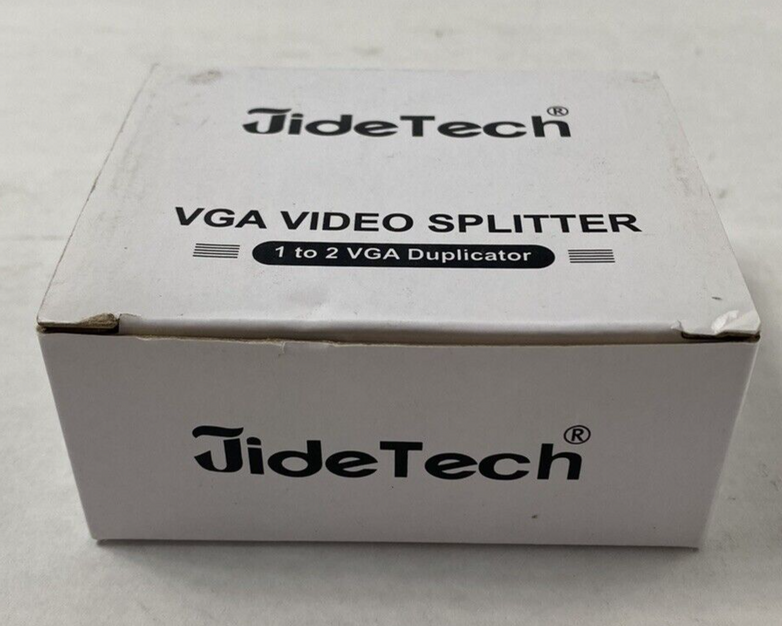 JideTech®
VGA VIDEO SPLITTER
1 to 2 VGA Duplicator
JideTech®